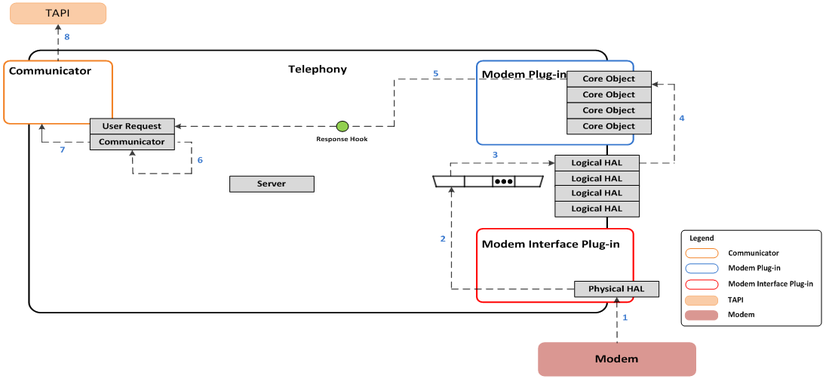 TAPI
8
Communicator
Telephony
5
Modem Plug-in
Core Object
Core Object
Core Object
Core Object
4
User Request
Communicator
Response Hook
7
6
3
Logical HAL
Logical HAL
Logical HAL
Logical HAL
Server
2
Modem Interface Plug-in
Physical HAL
1
Modem
Legend
Communicator
Modem Plug-in
Modem Interface Plug-in
TAPI
Modem